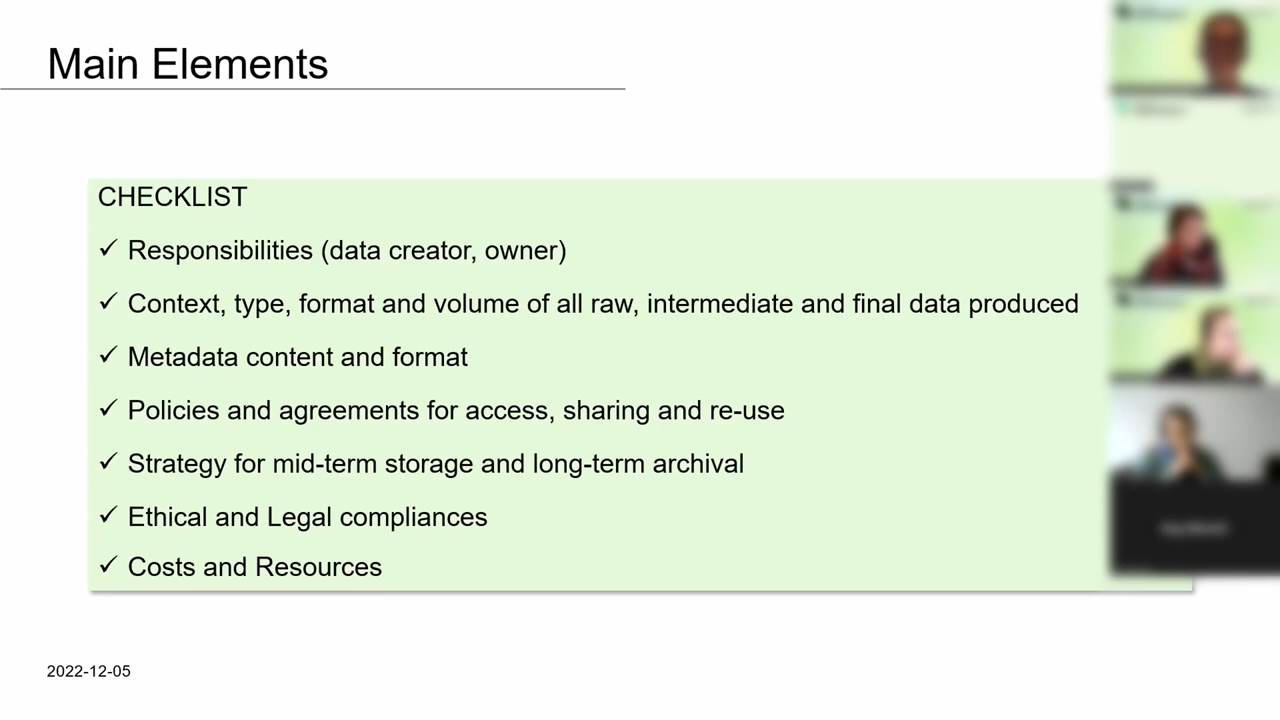 Main Elements
CHECKLIST
✓ Responsibilities (data creator, owner)
✓ Context, type, format and volume of all raw, intermediate and final data produced
✓ Metadata content and format
✓ Policies and agreements for access, sharing and re-use
✓ Strategy for mid-term storage and long-term archival
✓ Ethical and Legal compliances
✓ Costs and Resources
2022-12-05